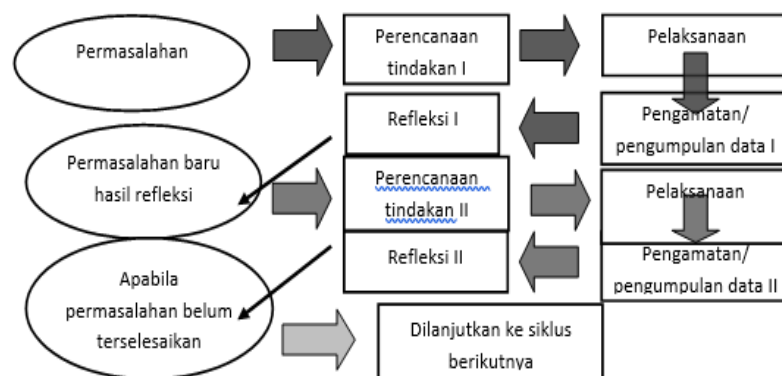 Permasalahan
Perencanaan
tindakan I
Pelaksanaan
Refleksi I
Pengamatan/
pengumpulan data I
Permasalahan baru
hasil refleksi
Perencanaan
tindakan II
Pelaksanaan
Refleksi II
Pengamatan/
pengumpulan data II
Apabila
permasalahan belum
terselesaikan
Dilanjutkan ke siklus
berikutnya